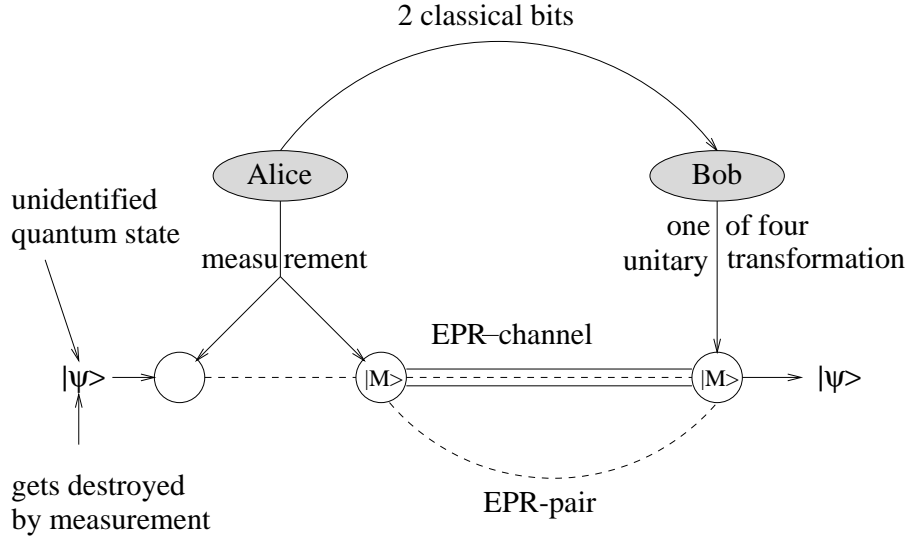 2 classical bits
Alice
Bob
unidentified
quantum state
one of four
unitary transformation
measurement
EPR–channel
|ψ>
|M>
|M>
|ψ>
gets destroyed
by measurement
EPR-pair